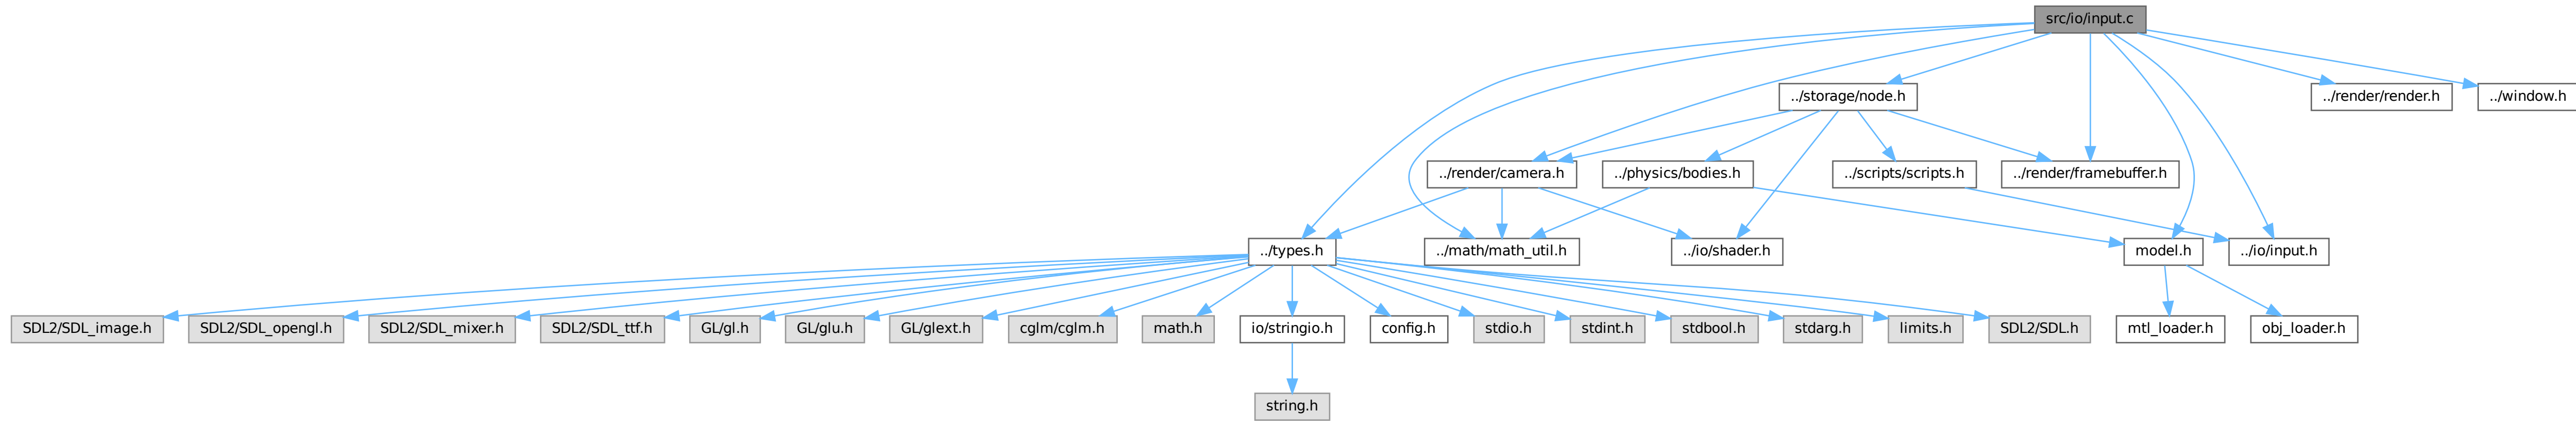 src/io/input.c
../storage/node.h
../render/render.h
../window.h
../render/camera.h
../physics/bodies.h
../scripts/scripts.h
../render/framebuffer.h
../types.h
../math/math_util.h
../io/shader.h
model.h
../io/input.h
SDL2/SDL_image.h
SDL2/SDL_opengl.h
SDL2/SDL_mixer.h
SDL2/SDL_ttf.h
GL/gl.h
GL/glu.h
GL/glext.h
cglm/cglm.h
math.h
io/stringio.h
config.h
stdio.h
stdint.h
stdbool.h
stdarg.h
limits.h
SDL2/SDL.h
mtl_loader.h
obj_loader.h
string.h